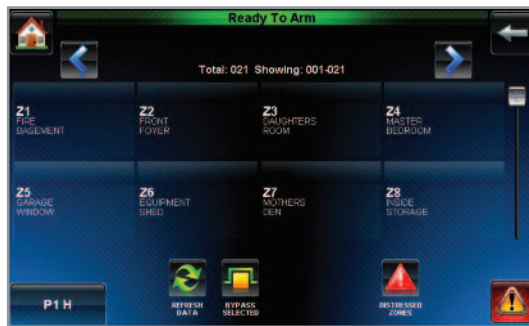 Ready To Arm
Total: 021 Showing: 001-021
Z1
FIRE
BASEMENT
Z2
FRONT
FOYER
Z3
DAUGHTERS
ROOM
Z4
MASTER
BEDROOM
Z5
GARAGE
WINDOW
Z6
EQUIPMENT
SHED
Z7
MOTHERS
DEN
Z8
INSIDE
STORAGE
P1 H
REFRESH
DATA
BYPASS
SELECTED
DISTRESSED
ZONES